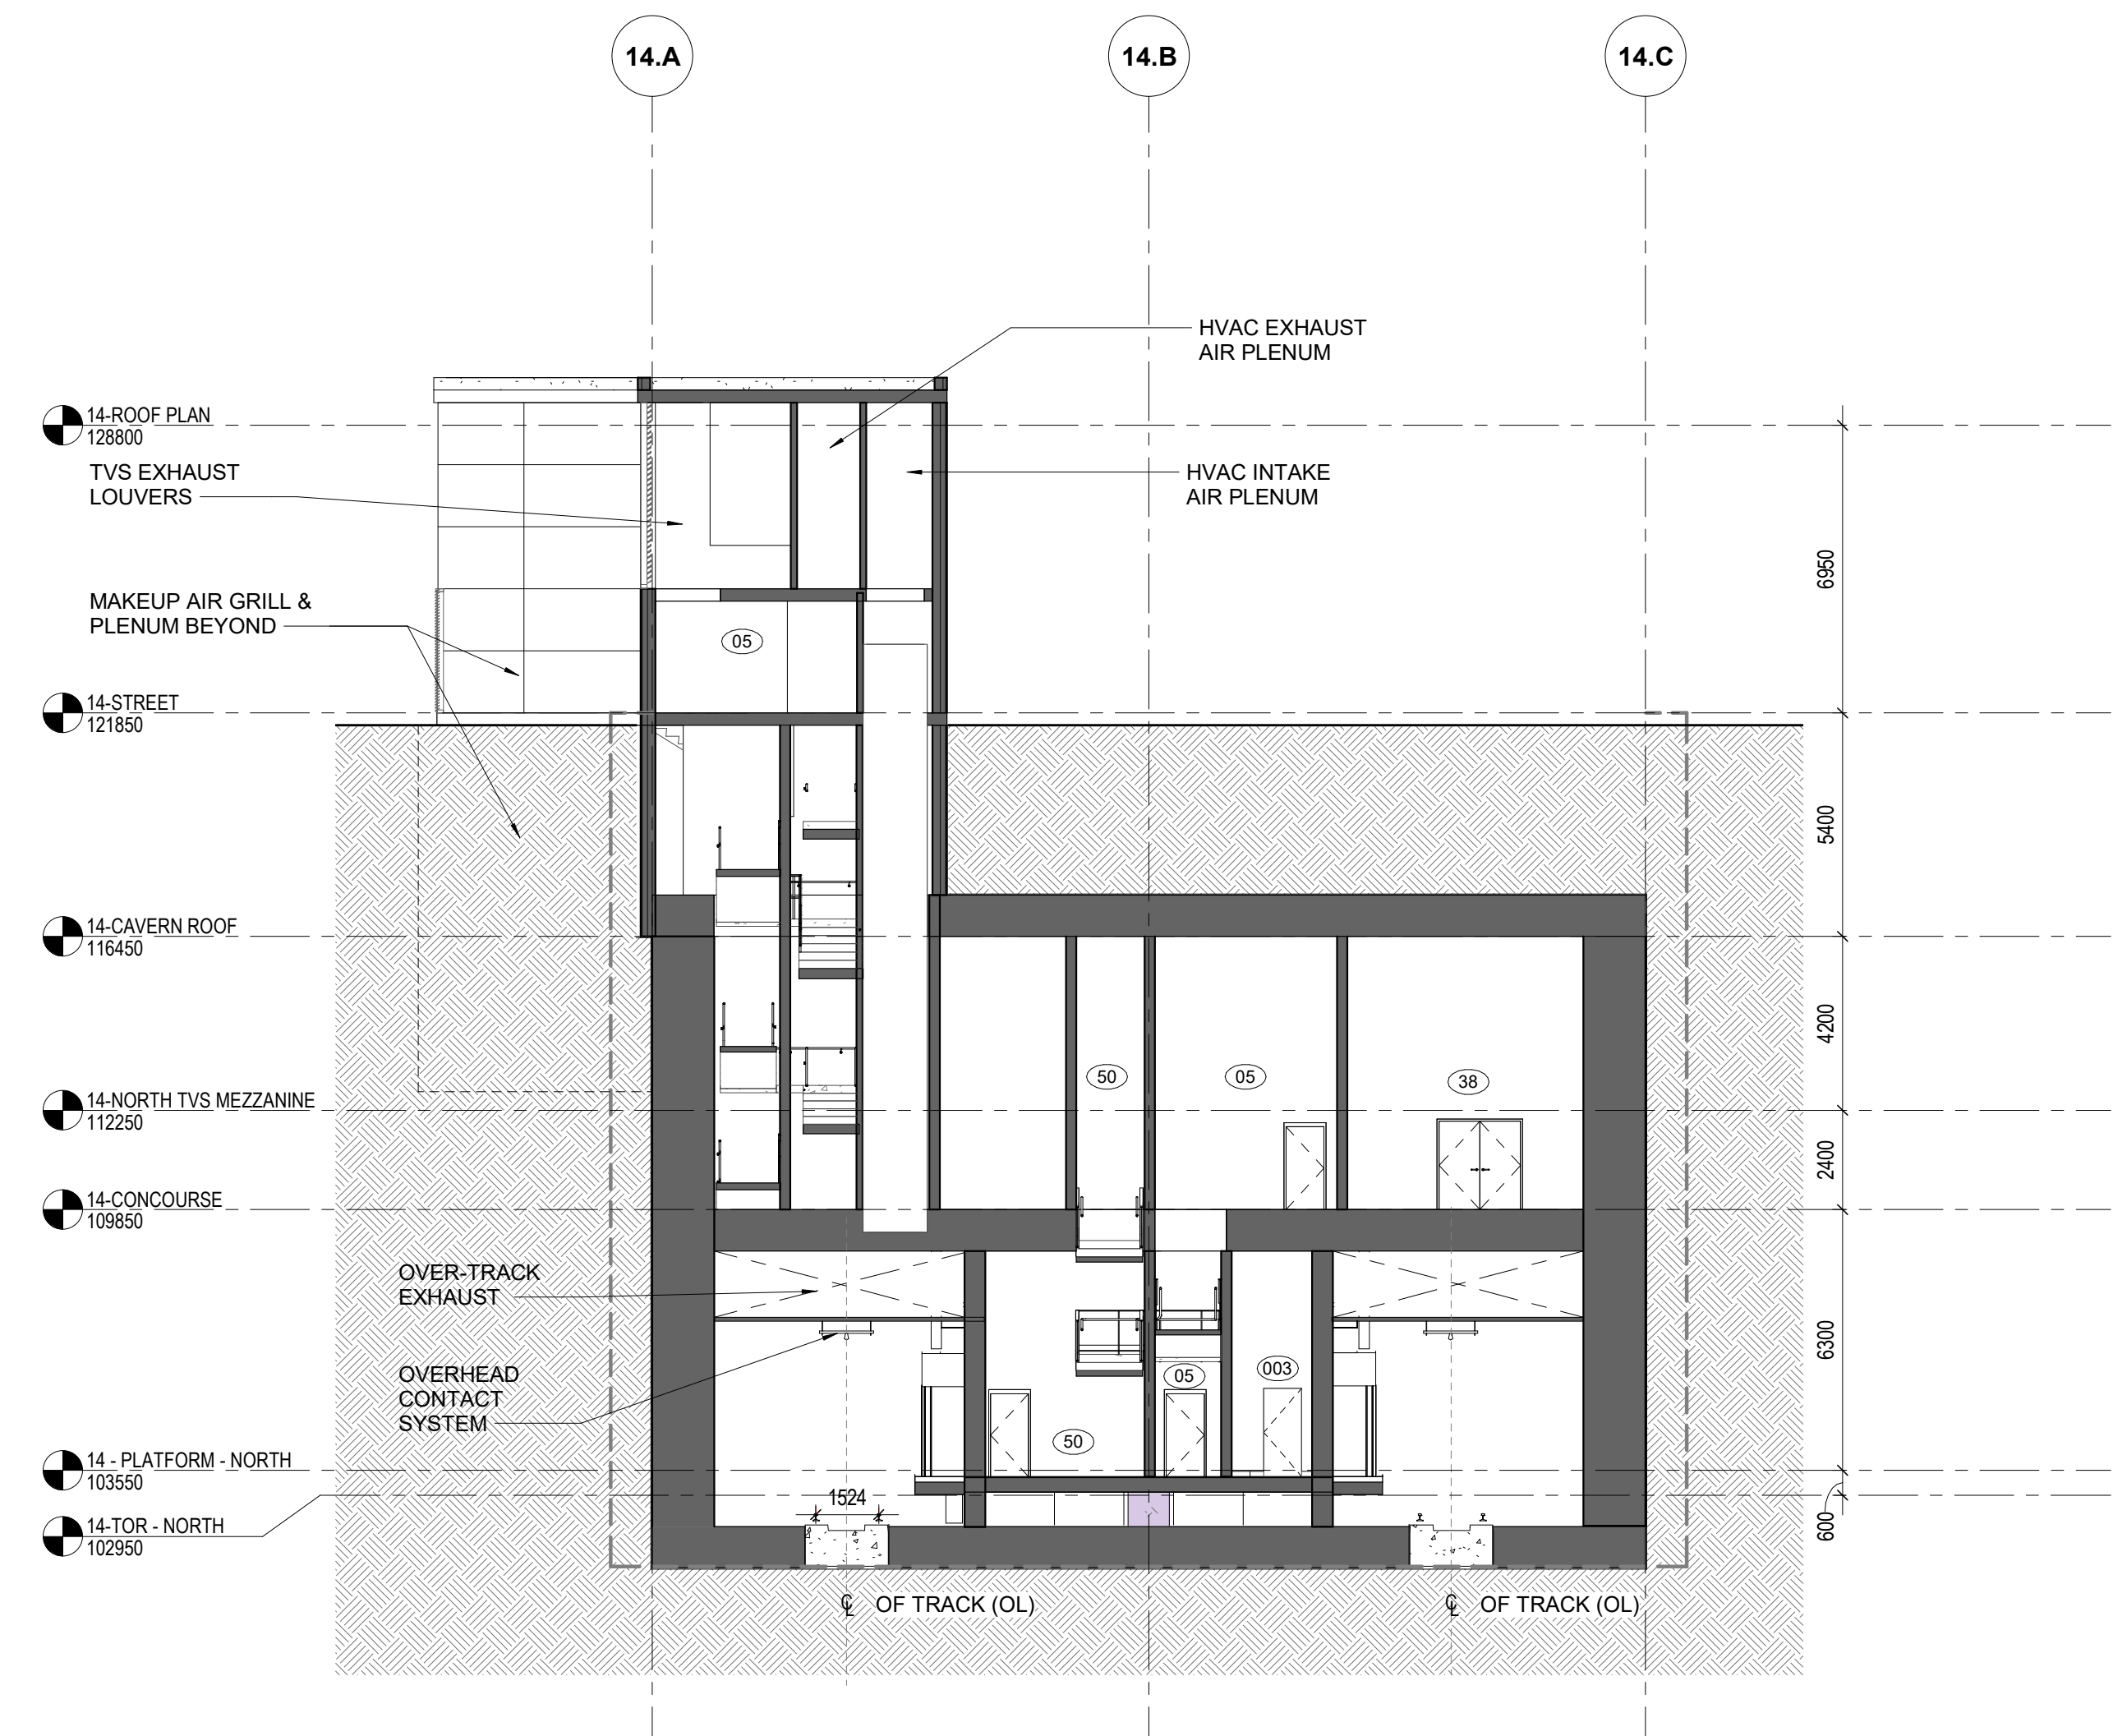 14.A
14.B
14.C
HVAC EXHAUST
AIR PLENUM
14-ROOF PLAN
128800
TVS EXHAUST
LOUVERS
HVAC INTAKE
AIR PLENUM
6950
MAKEUP AIR GRILL &
PLENUM BEYOND
05
14-STREET
121850
5400
14-CAVERN ROOF
116450
4200
50
05
38
14-NORTH TVS MEZZANINE
112250
2400
14-CONCOURSE
109850
OVER-TRACK
EXHAUST
6300
OVERHEAD
CONTACT
SYSTEM
05
003
50
14 - PLATFORM - NORTH
103550
1524
14-TOR - NORTH
102950
600
℄ OF TRACK (OL)
℄ OF TRACK (OL)